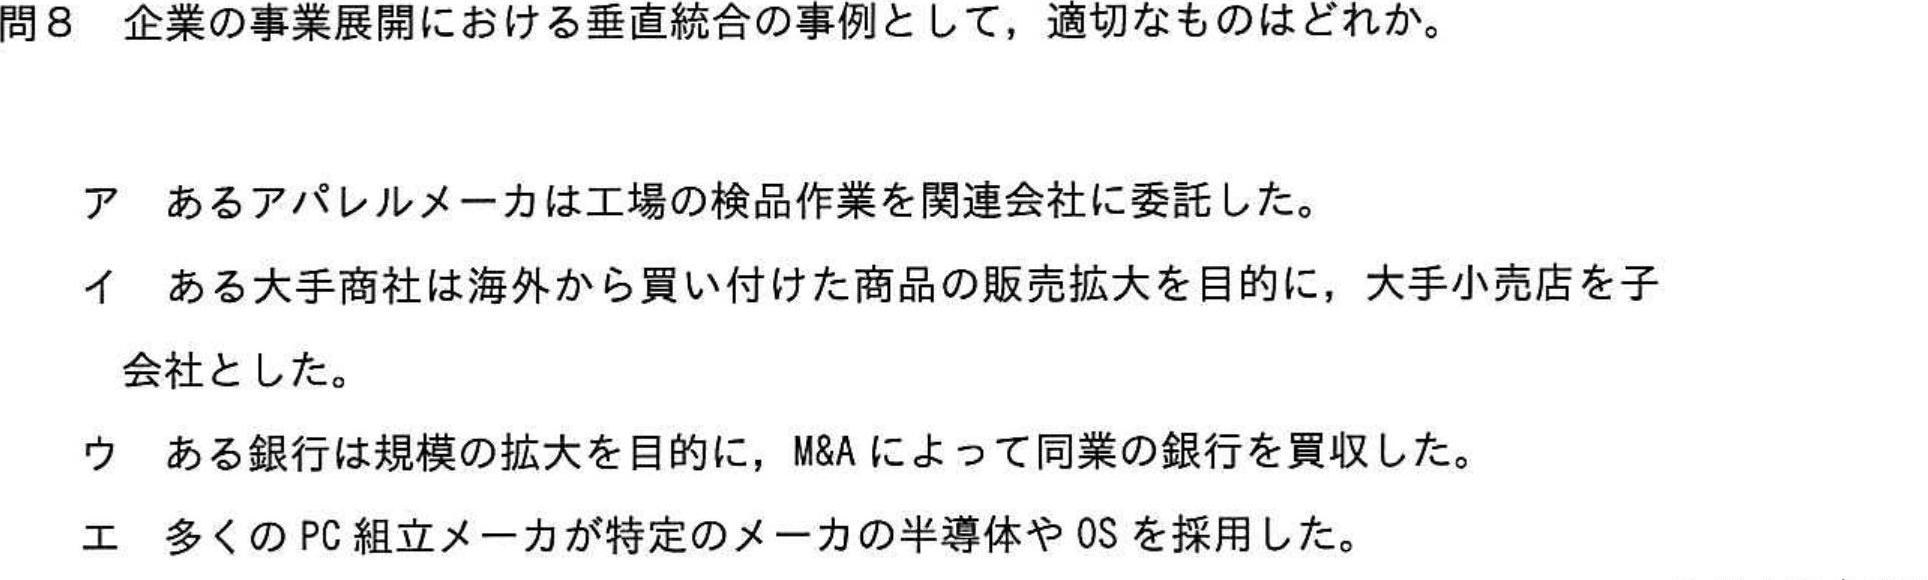 問8 企業の事業展開における垂直統合の事例として，適切なものはどれか。
ア あるアパレルメーカは工場の検品作業を関連会社に委託した。
イ ある大手商社は海外から買い付けた商品の販売拡大を目的に，大手小売店を子
会社とした。
ウ ある銀行は規模の拡大を目的に，M&A によって同業の銀行を買収した。
エ 多くの PC 組立メーカが特定のメーカの半導体や OS を採用した。